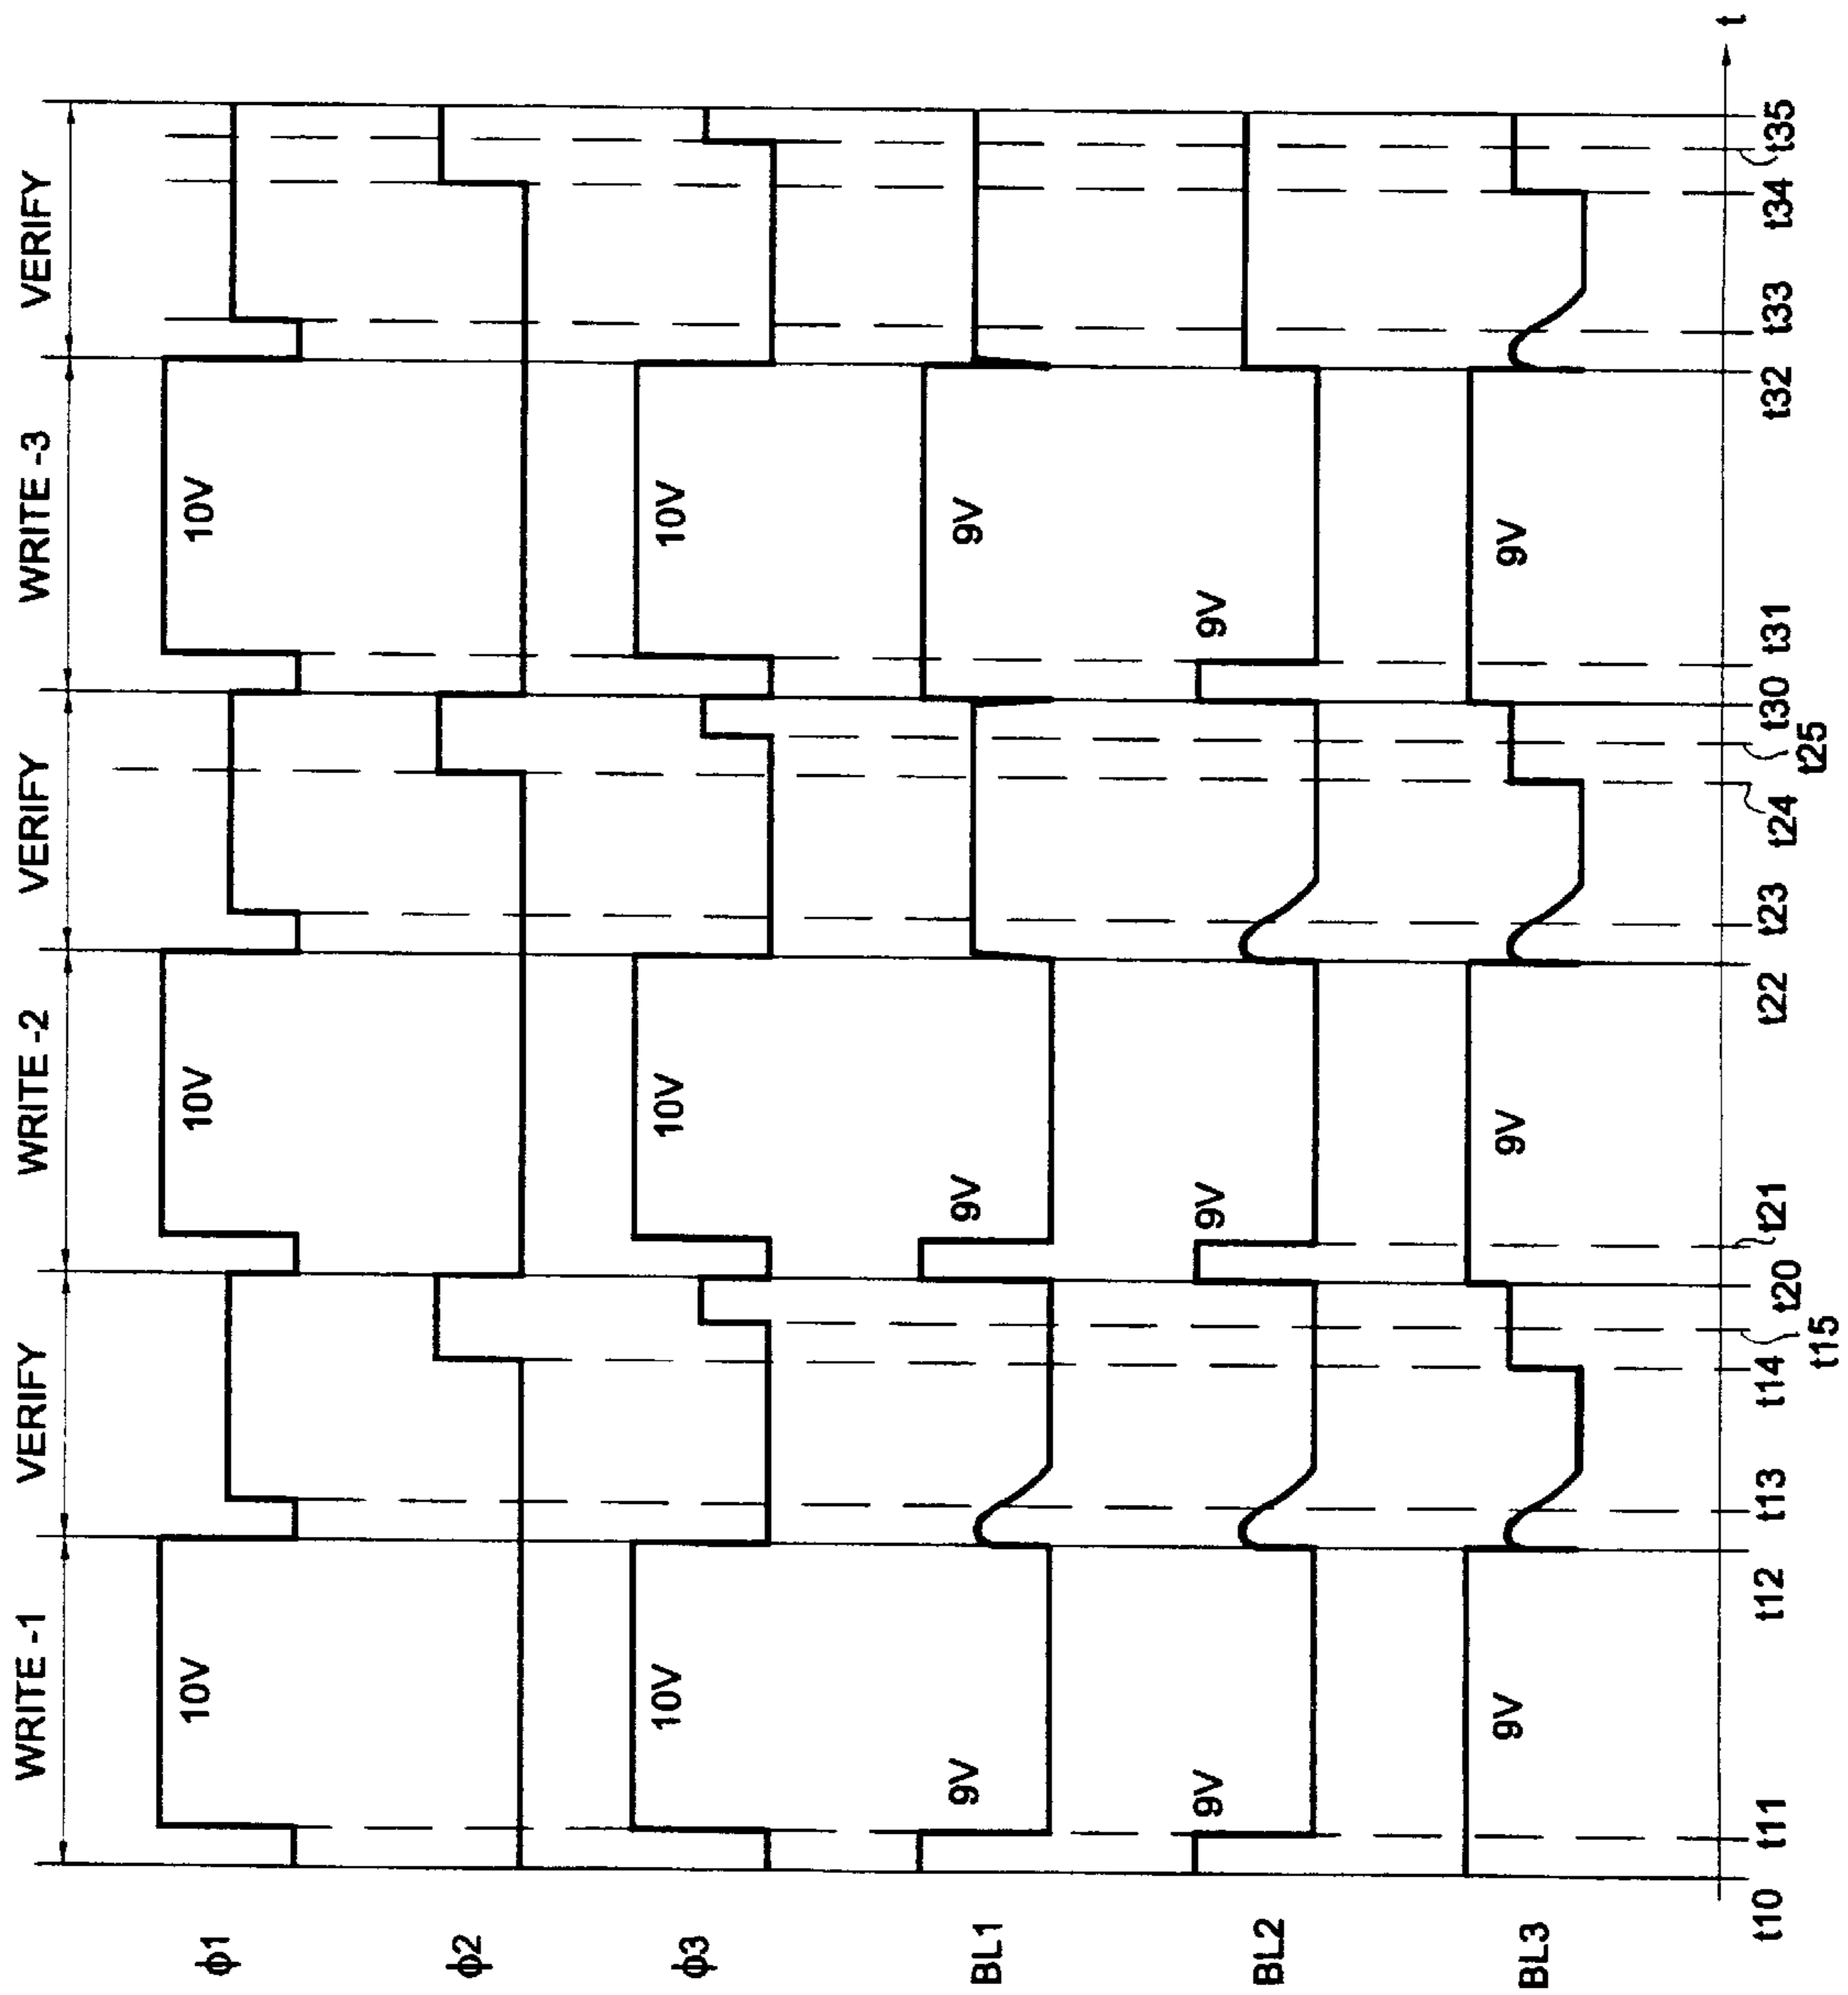 WRITE -1 VERIFY WRITE -2 VERIFY WRITE -3 VERIFY
ϕ1 10V 10V 10V
ϕ2
ϕ3 10V 10V 10V
BL1 9V 9V 9V
BL2 9V 9V 9V
BL3 9V 9V 9V
t
t10 t11 t12 t13 t14 t20 t21 t22 t23 t24 t30 t31 t32 t33 t34 t35
t15 t25